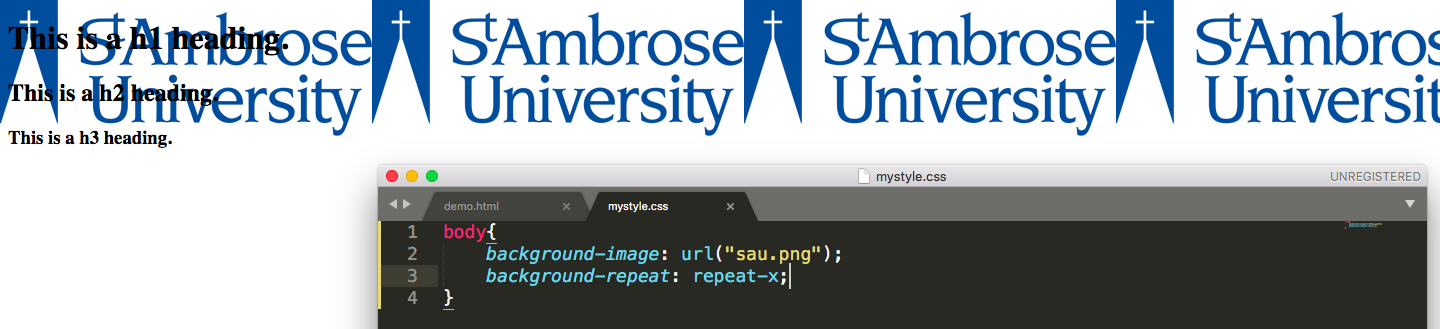 StAmbrose StAmbrose StAmbrose StAmbrose
This is a h1 heading.
University University University University
This is a h2 heading.
This is a h3 heading.
mystyle.css UNREGISTERED
demo.html × mystyle.css ×
1 body{
2 background-image: url("sau.png");
3 background-repeat: repeat-x;
4 }